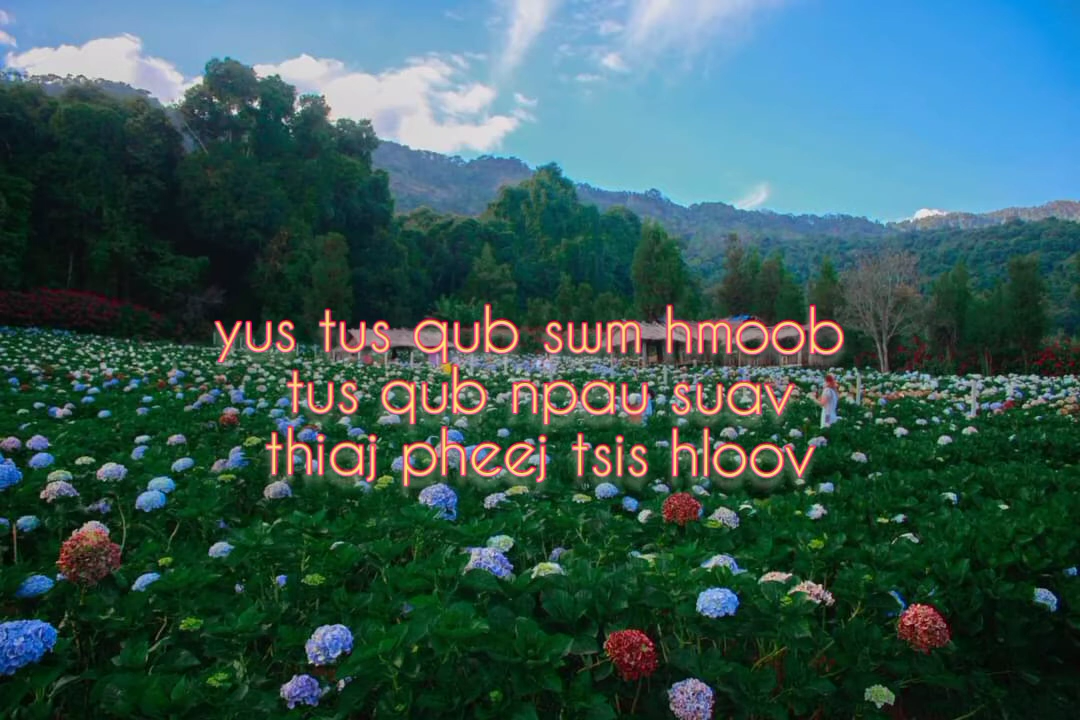 yus tus qub swm hmoob
tus qub npau suav
thiaj pheej tsis hloov